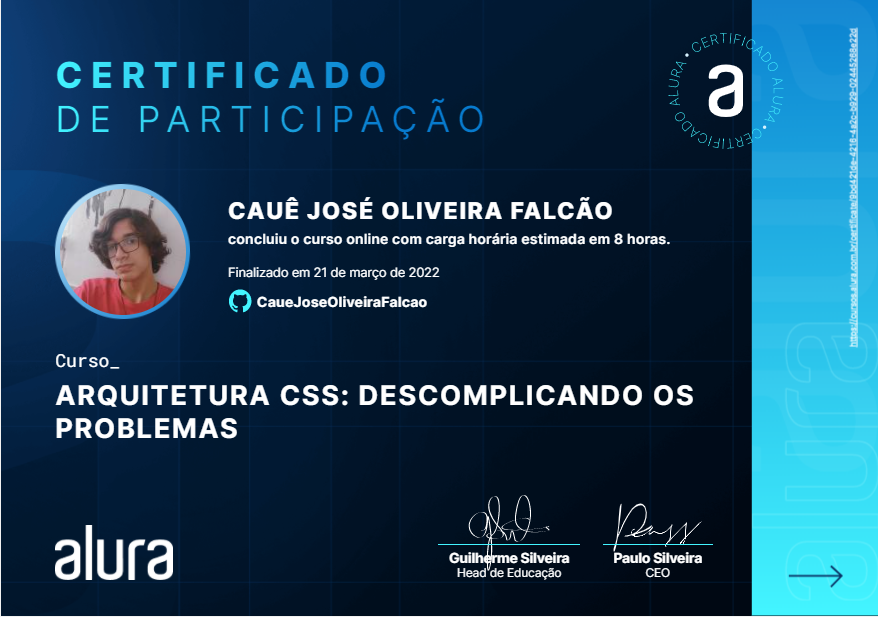 CERTIFICADO
DE PARTICIPAÇÃO
CERTIFICADO ALURA • CERTIFICADO ALURA •
a
CAUÊ JOSÉ OLIVEIRA FALCÃO
concluiu o curso online com carga horária estimada em 8 horas.
Finalizado em 21 de março de 2022
CaueJoseOliveiraFalcao
Curso_
ARQUITETURA CSS: DESCOMPLICANDO OS
PROBLEMAS
alura
Guilherme Silveira
Head de Educação
Paulo Silveira
CEO
alura